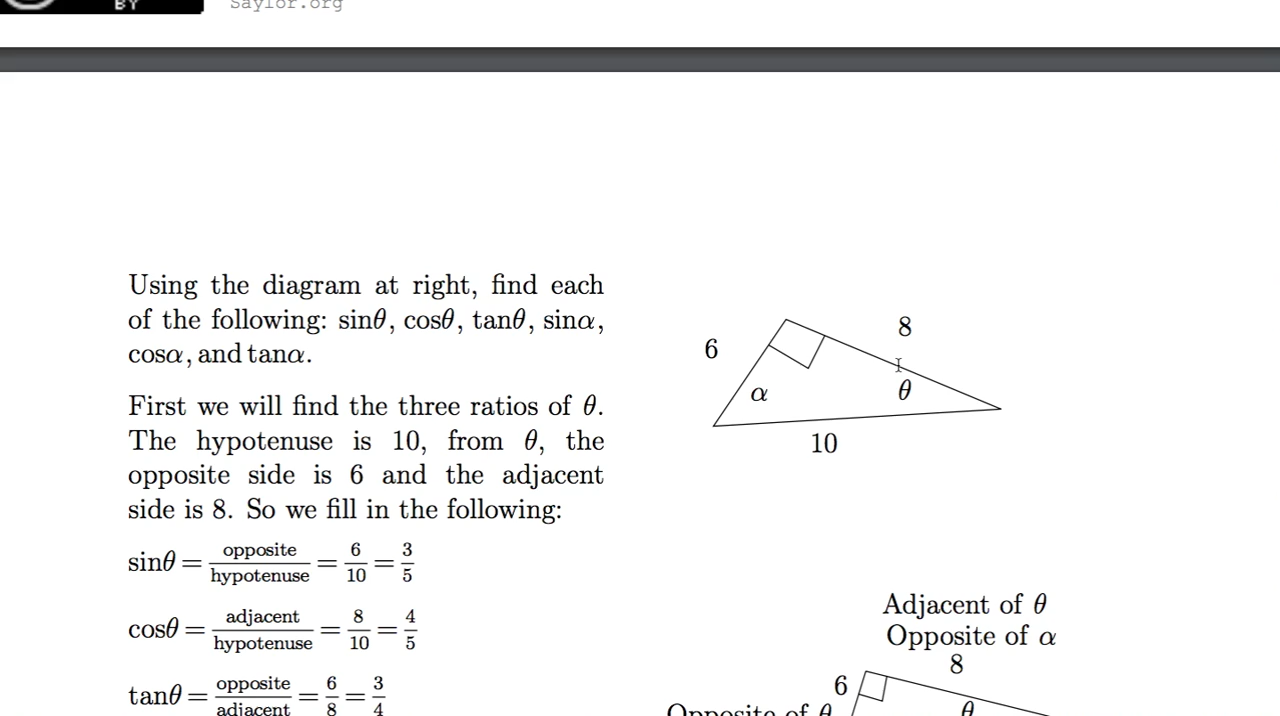 BY
Saylor.org
Using the diagram at right, find each
of the following: sinθ, cosθ, tanθ, sinα,
cosα, and tanα.
First we will find the three ratios of θ.
The hypotenuse is 10, from θ, the
opposite side is 6 and the adjacent
side is 8. So we fill in the following:
sinθ = opposite/hypotenuse = 6/10 = 3/5
cosθ = adjacent/hypotenuse = 8/10 = 4/5
tanθ = opposite/adjacent = 6/8 = 3/4
8
6
α
θ
10
Adjacent of θ
Opposite of α
8
6
θ
Opposite of θ